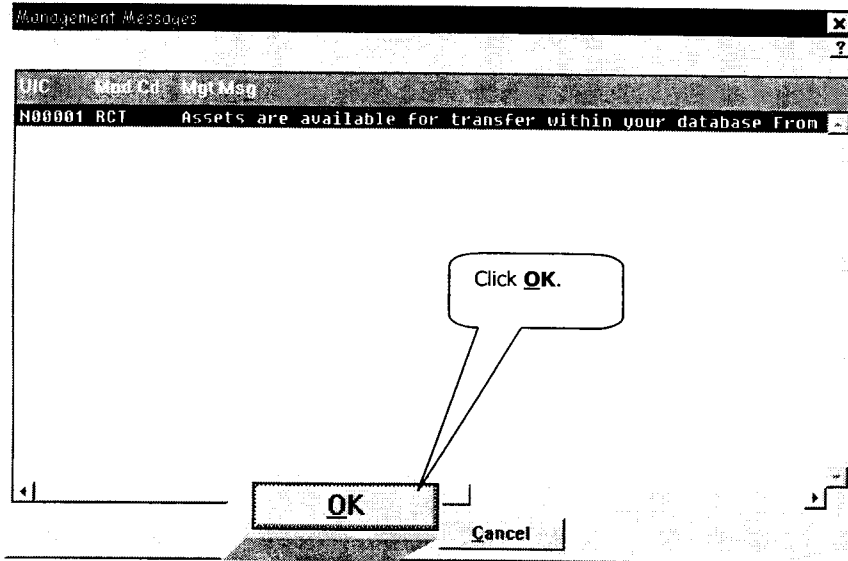 Management Messages
?
UIC Mod Cd Mgt Msg
N00001 RCT Assets are available for transfer within your database From
Click OK.
OK
Cancel